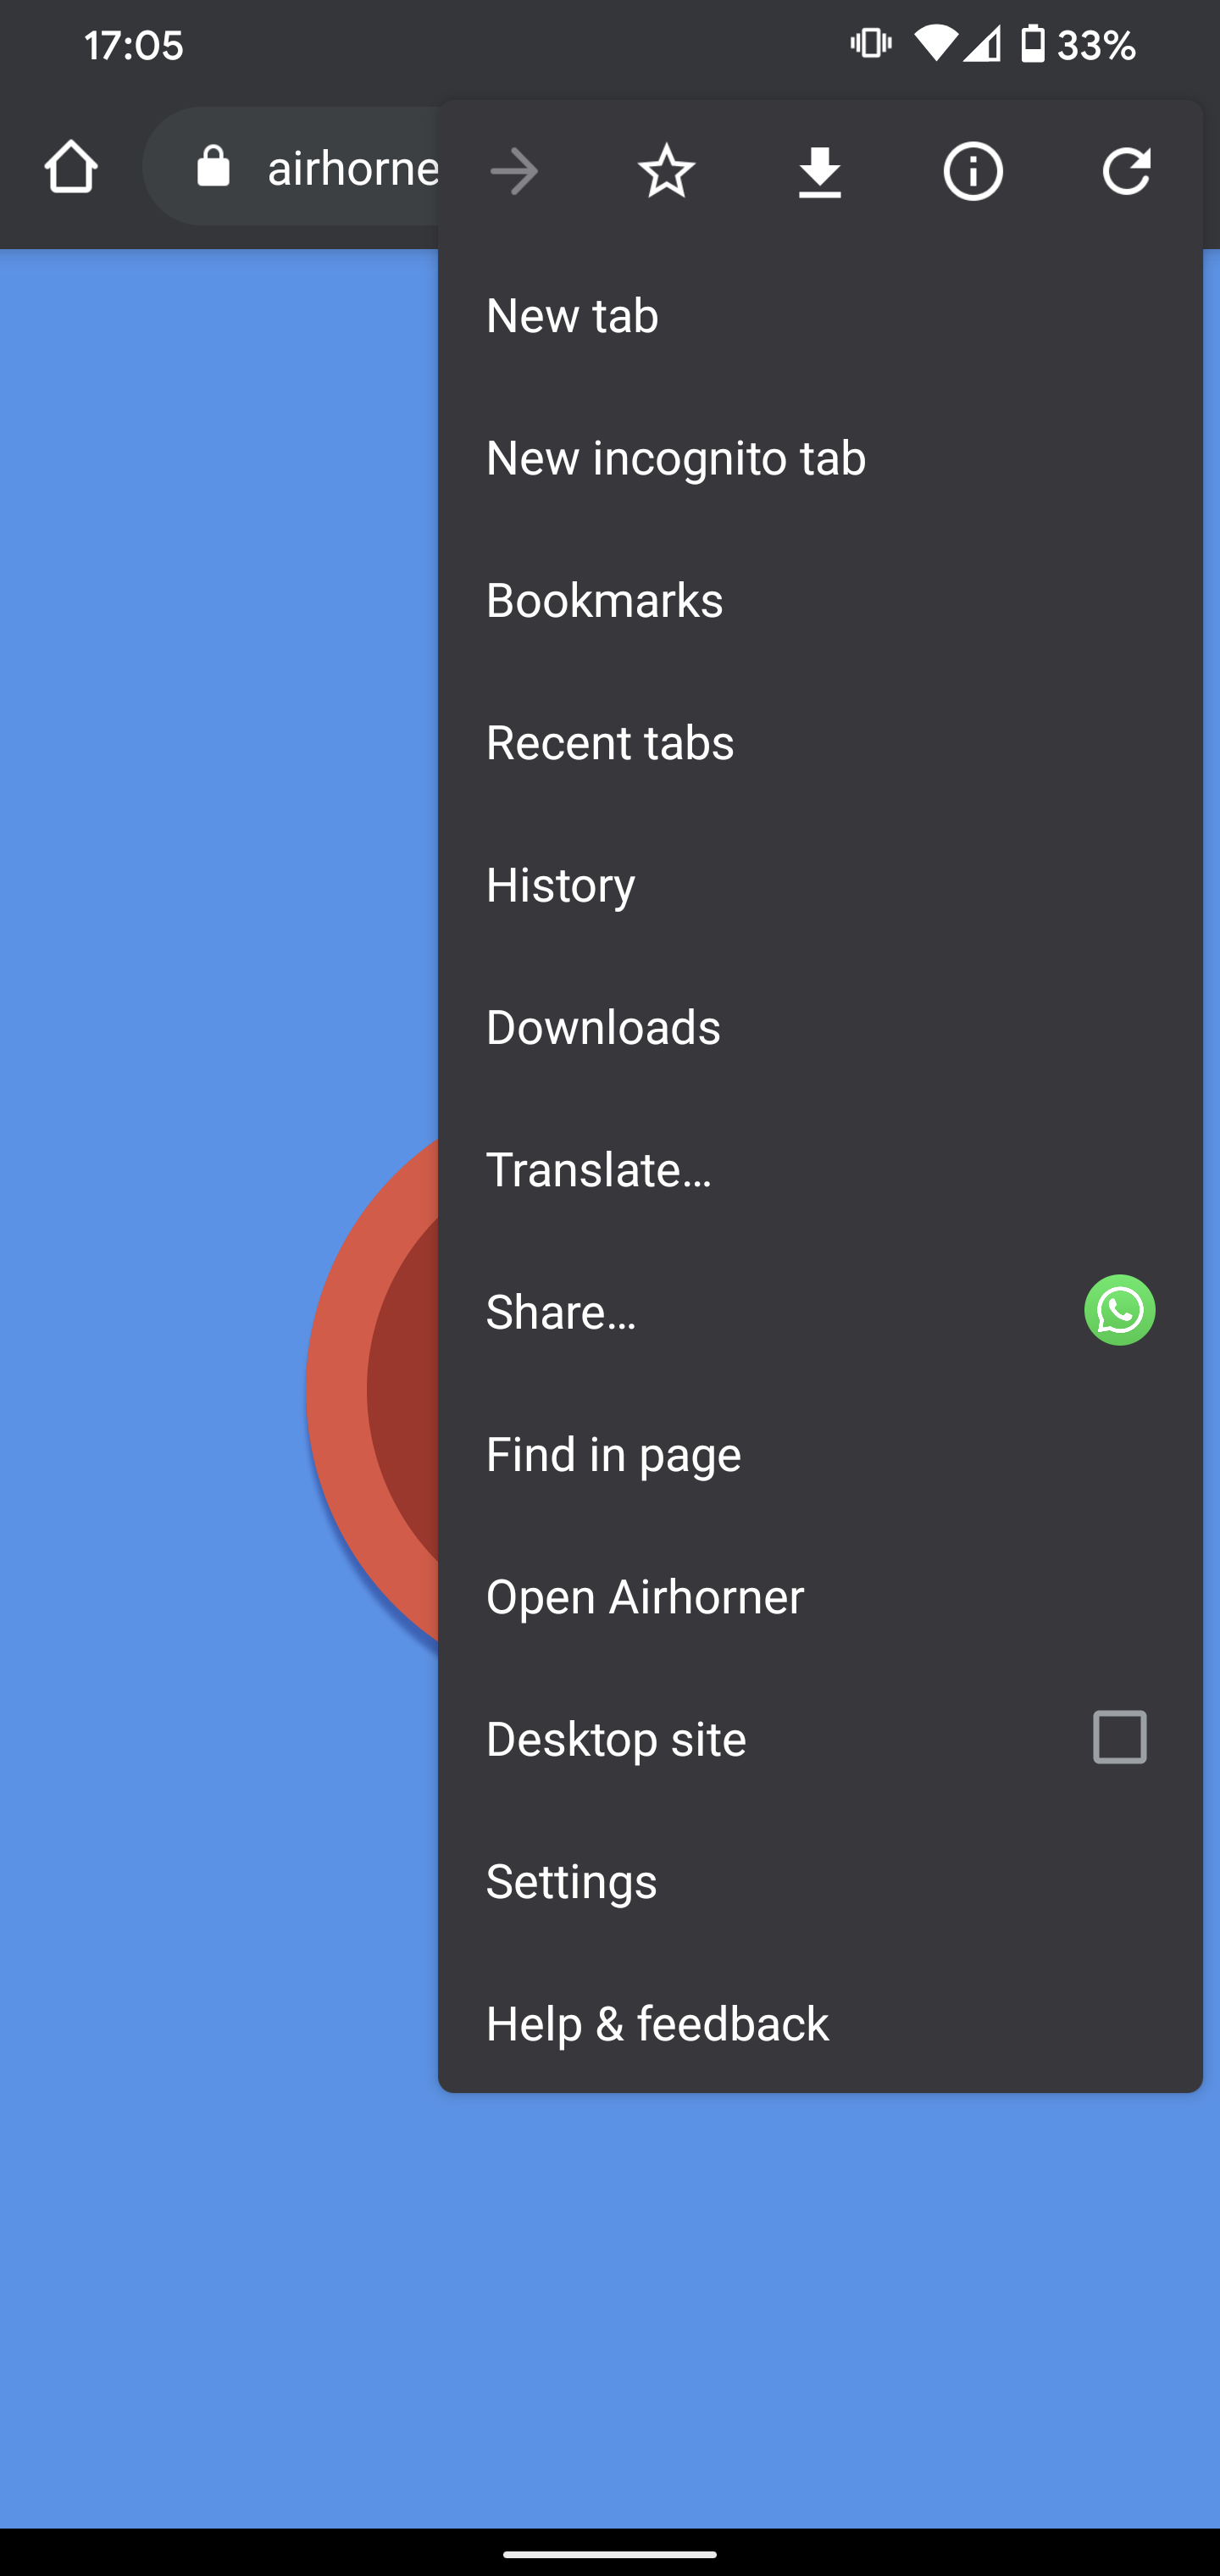 17:05
33%
airhorne
New tab
New incognito tab
Bookmarks
Recent tabs
History
Downloads
Translate...
Share...
Find in page
Open Airhorner
Desktop site
Settings
Help & feedback